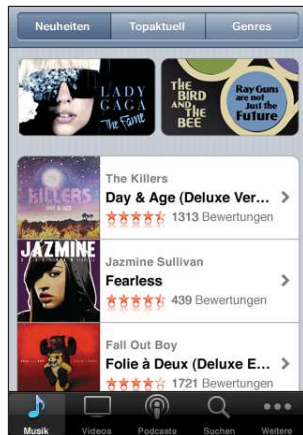 Neuheiten Topaktuell Genres
LADY
GAGA
The Fame
THE
BIRD
AND THE
BEE
Ray Guns
are not
Just the
Future
The Killers
KILLERS
Day & Age (Deluxe Ver...
1313 Bewertungen
JAZMINE
Jazmine Sullivan
Fearless
439 Bewertungen
Fall Out Boy
Folie à Deux (Deluxe E...
1721 Bewertungen
Musik Videos Podcasts Suchen Weitere